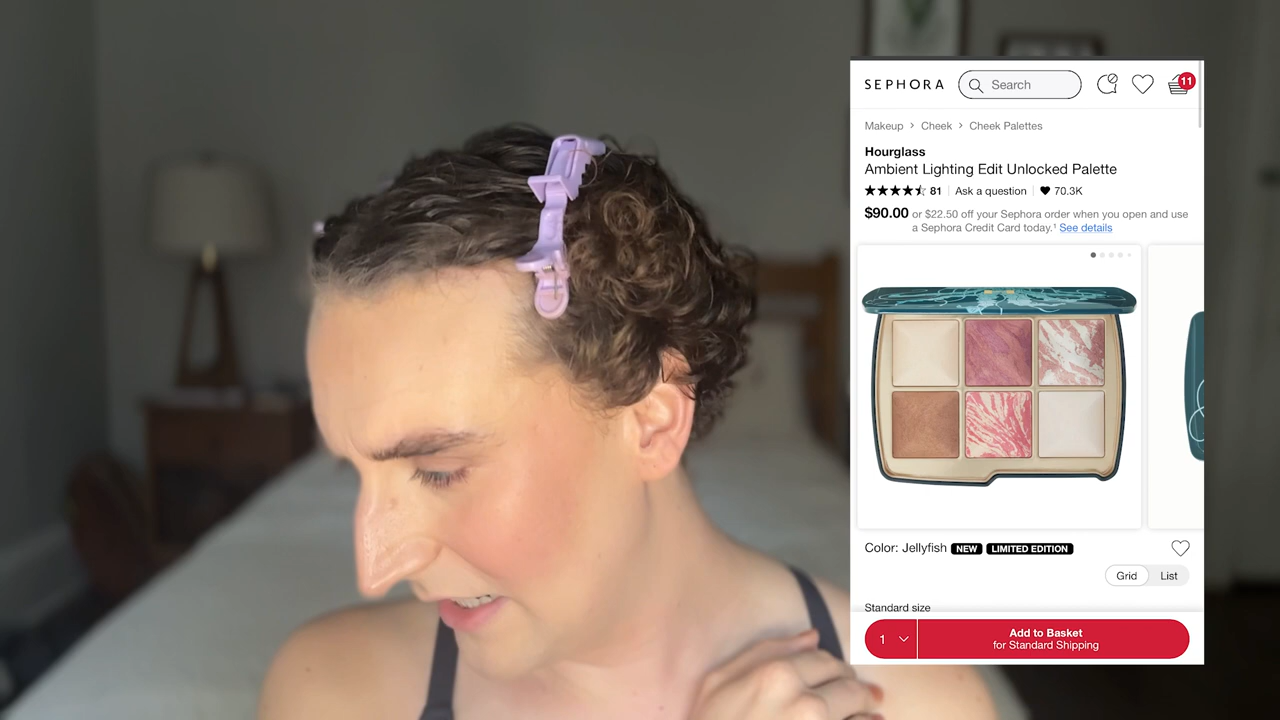 SEPHORA
Search
11
Makeup > Cheek > Cheek Palettes
Hourglass
Ambient Lighting Edit Unlocked Palette
81 Ask a question 70.3K
$90.00 or $22.50 off your Sephora order when you open and use
a Sephora Credit Card today.¹ See details
Color: Jellyfish NEW LIMITED EDITION
Grid List
Standard size
1 Add to Basket
for Standard Shipping